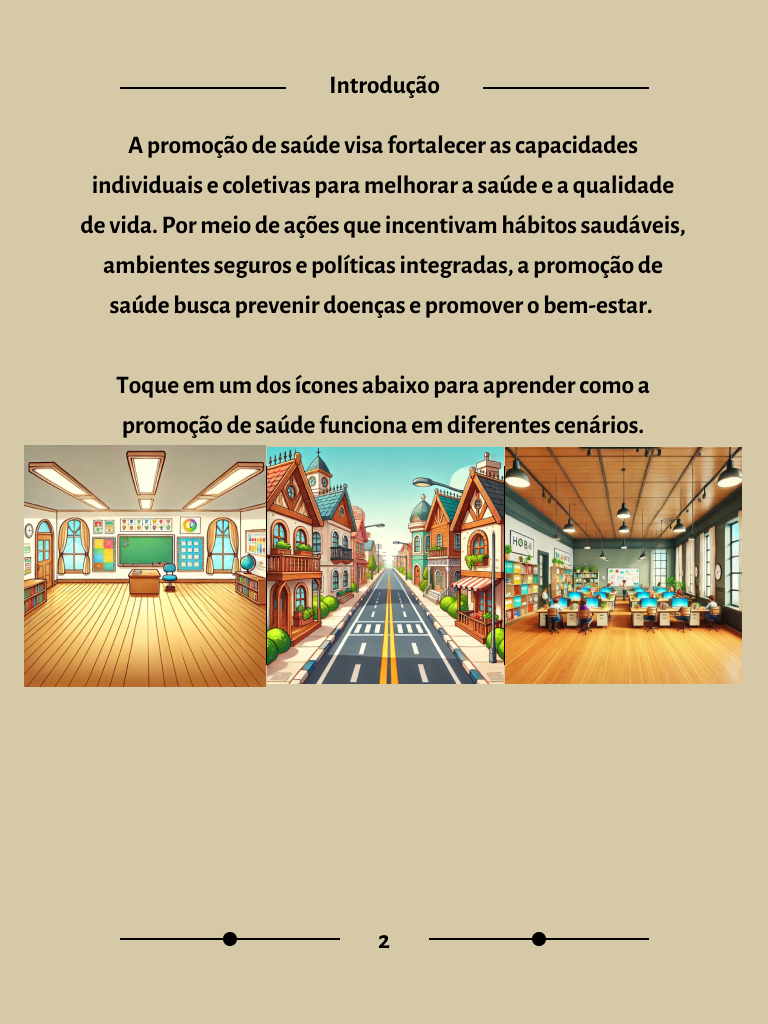 Introdução
A promoção de saúde visa fortalecer as capacidades
individuais e coletivas para melhorar a saúde e a qualidade
de vida. Por meio de ações que incentivam hábitos saudáveis,
ambientes seguros e políticas integradas, a promoção de
saúde busca prevenir doenças e promover o bem-estar.
Toque em um dos ícones abaixo para aprender como a
promoção de saúde funciona em diferentes cenários.
2